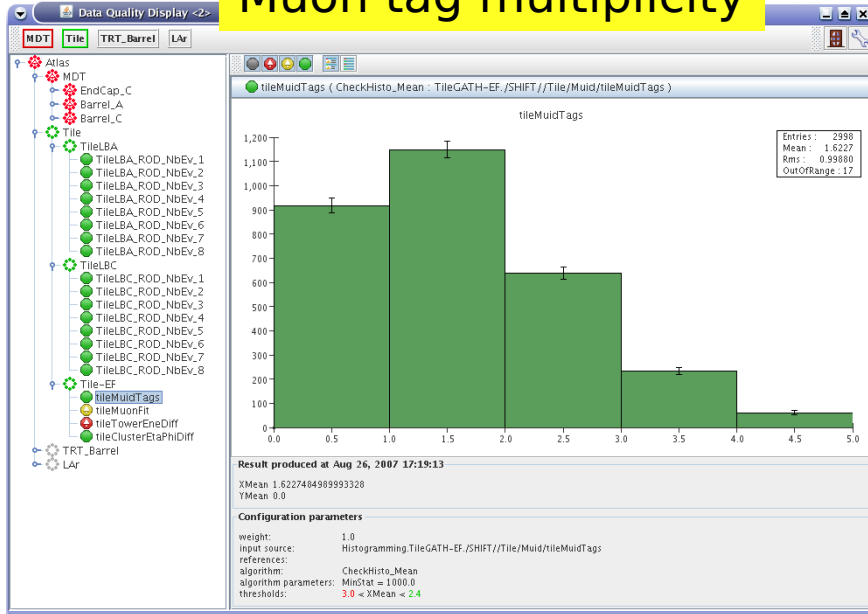 Muon tag multiplicity
Data Quality Display <2>
MDT Tile TRT_Barrel LAr
Atlas
MDT
EndCap_C
Barrel_A
Barrel_C
Tile
TileLBA
TileLBA_ROD_NbEv_1
TileLBA_ROD_NbEv_2
TileLBA_ROD_NbEv_3
TileLBA_ROD_NbEv_4
TileLBA_ROD_NbEv_5
TileLBA_ROD_NbEv_6
TileLBA_ROD_NbEv_7
TileLBA_ROD_NbEv_8
TileLBC
TileLBC_ROD_NbEv_1
TileLBC_ROD_NbEv_2
TileLBC_ROD_NbEv_3
TileLBC_ROD_NbEv_4
TileLBC_ROD_NbEv_5
TileLBC_ROD_NbEv_6
TileLBC_ROD_NbEv_7
TileLBC_ROD_NbEv_8
Tile-EF
tileMuidTags
tileMuonFit
tileTowerEneDiff
tileClusterEtaPhiDiff
TRT_Barrel
LAr
tileMuidTags ( CheckHisto_Mean : TileGATH-EF./SHIFT//Tile/Muid/tileMuidTags )
tileMuidTags
Entries : 2998
Mean : 1.6227
Rms : 0.99880
OutOfRange : 17
1,200
1,100
1,000
900
800
700
600
500
400
300
200
100
0
0.0 0.5 1.0 1.5 2.0 2.5 3.0 3.5 4.0 4.5 5.0
Result produced at Aug 26, 2007 17:19:13
XMean 1.6227484989993328
YMean 0.0
Configuration parameters
weight: 1.0
input source: Histogramming.TileGATH-EF./SHIFT//Tile/Muid/tileMuidTags
references:
algorithm: CheckHisto_Mean
algorithm parameters: MinStat = 1000.0
thresholds: 3.0 < XMean < 2.4